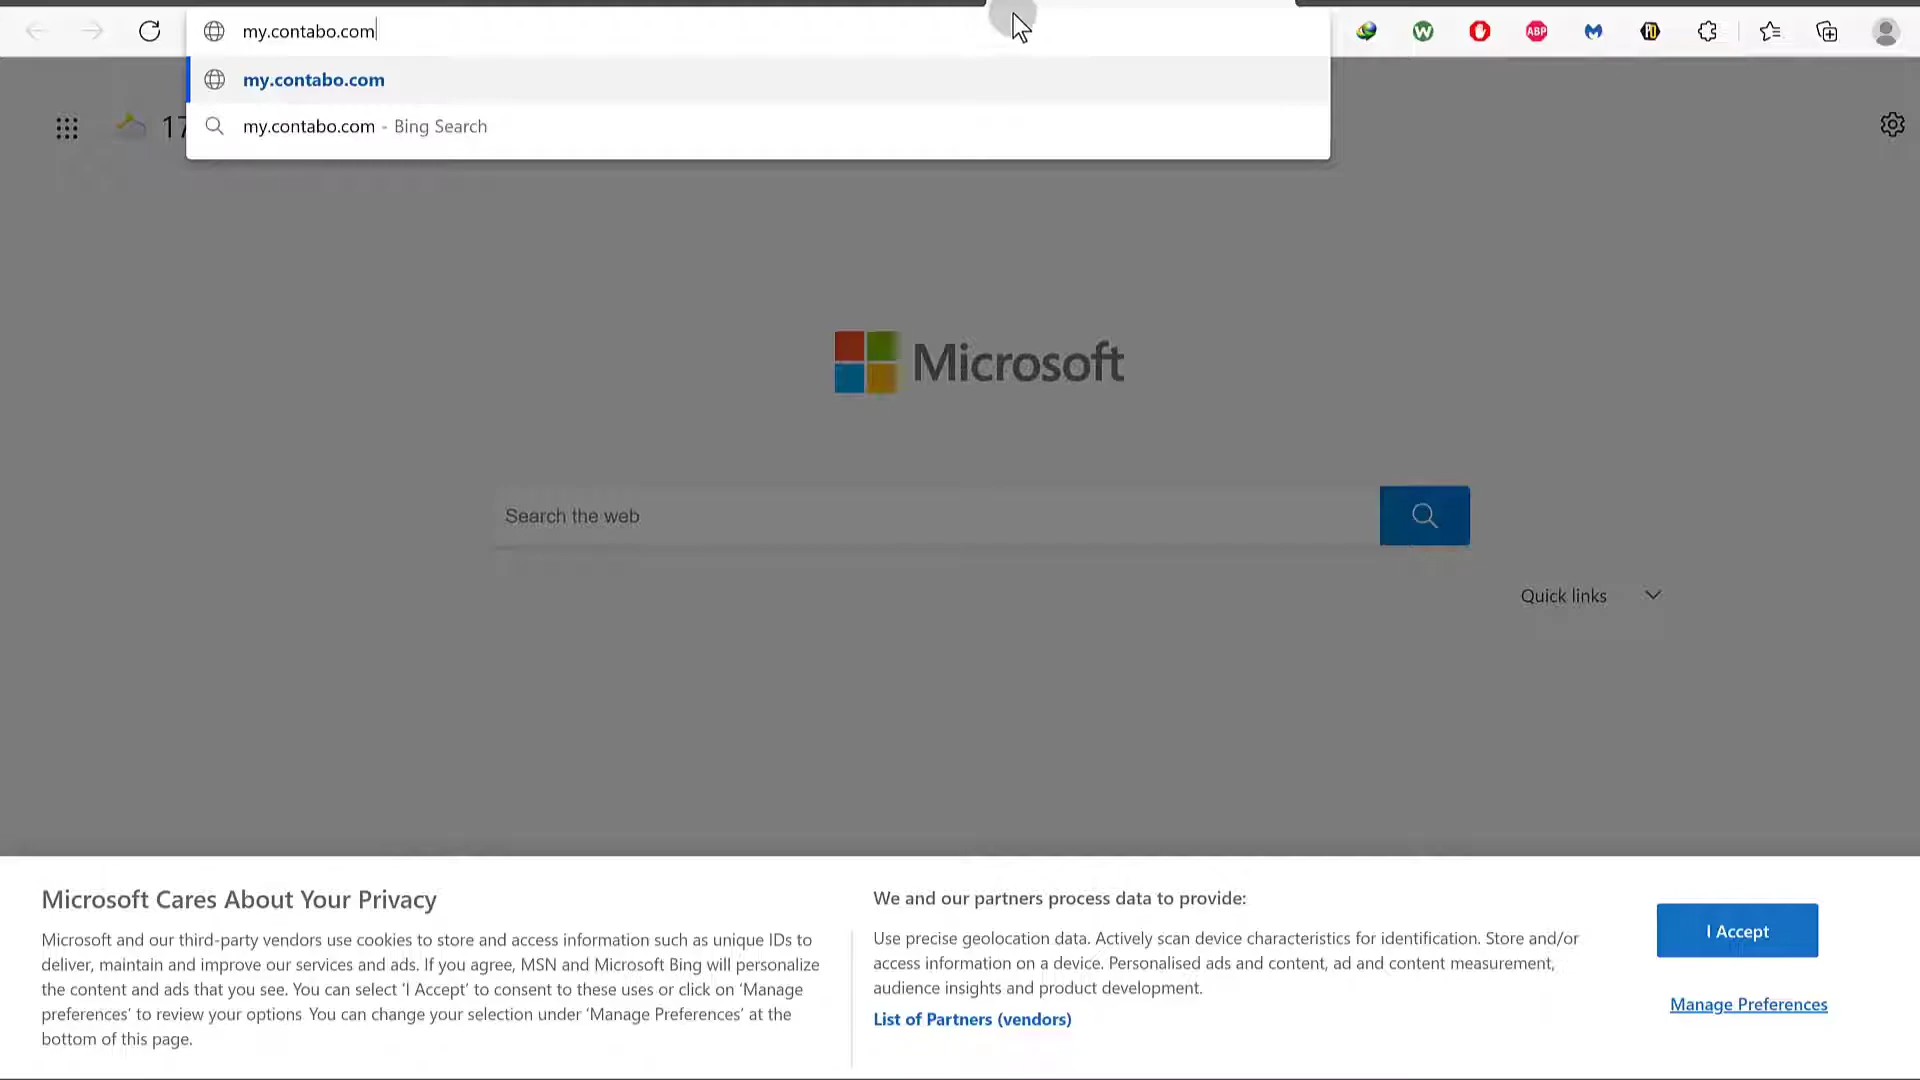 my.contabo.com
my.contabo.com
my.contabo.com - Bing Search
17
W
ABP
Microsoft
Search the web
Quick links
Microsoft Cares About Your Privacy
Microsoft and our third-party vendors use cookies to store and access information such as unique IDs to
deliver, maintain and improve our services and ads. If you agree, MSN and Microsoft Bing will personalize
the content and ads that you see. You can select 'I Accept' to consent to these uses or click on ‘Manage
preferences’ to review your options  You can change your selection under ‘Manage Preferences’ at the
bottom of this page.
We and our partners process data to provide:
Use precise geolocation data. Actively scan device characteristics for identification. Store and/or
access information on a device. Personalised ads and content, ad and content measurement,
audience insights and product development.
List of Partners (vendors)
I Accept
Manage Preferences